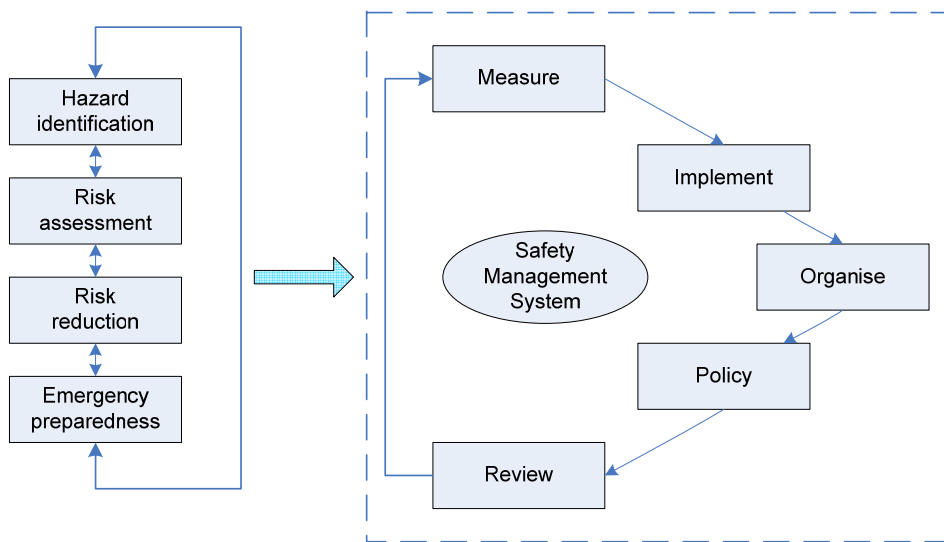 Hazard
identification
Risk
assessment
Risk
reduction
Emergency
preparedness
Measure
Implement
Safety
Management
System
Organise
Policy
Review